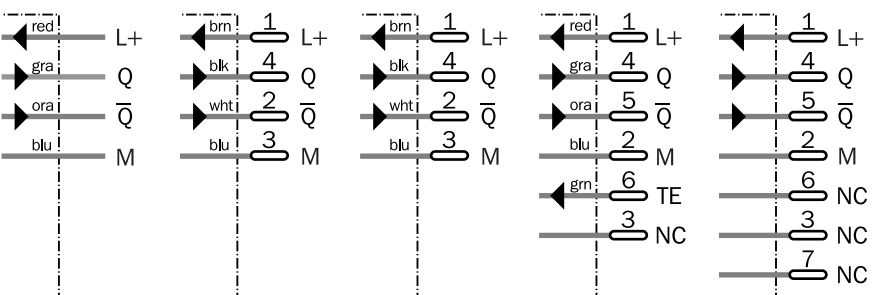 red L+
gra Q
ora Q̅
blu M
brn 1 L+
blk 4 Q
wht 2 Q̅
blu 3 M
brn 1 L+
blk 4 Q
wht 2 Q̅
blu 3 M
red 1 L+
gra 4 Q
ora 5 Q̅
blu 2 M
grn 6 TE
3 NC
1 L+
4 Q
5 Q̅
2 M
6 NC
3 NC
7 NC